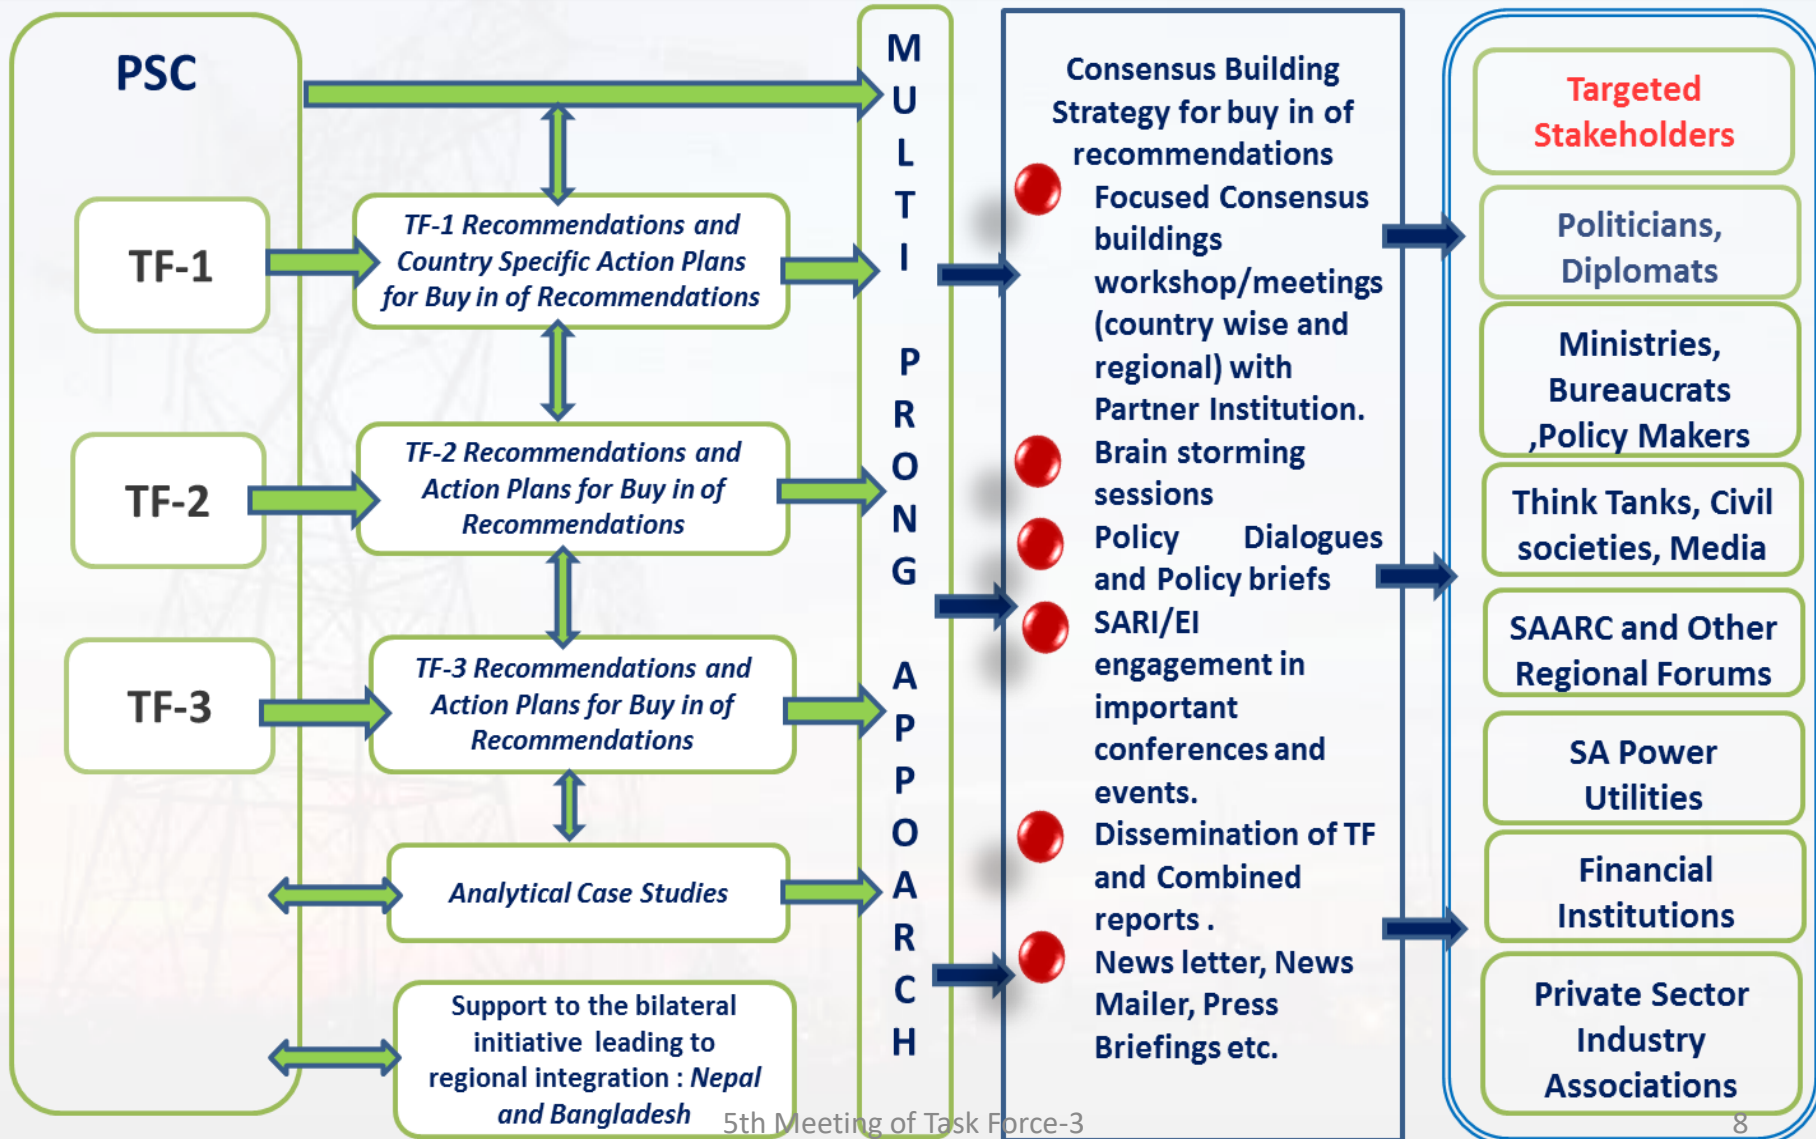 PSC
TF-1
TF-2
TF-3
TF-1 Recommendations and
Country Specific Action Plans
for Buy in of Recommendations
TF-2 Recommendations and
Action Plans for Buy in of
Recommendations
TF-3 Recommendations and
Action Plans for Buy in of
Recommendations
Analytical Case Studies
Support to the bilateral
initiative leading to
regional integration : Nepal
and Bangladesh
M
U
L
T
I
P
R
O
N
G
A
P
P
O
A
R
C
H
Consensus Building
Strategy for buy in of
recommendations
Focused Consensus
buildings
workshop/meetings
(country wise and
regional) with
Partner Institution.
Brain storming
sessions
Policy Dialogues
and Policy briefs
SARI/EI
engagement in
important
conferences and
events.
Dissemination of TF
and Combined
reports .
News letter, News
Mailer, Press
Briefings etc.
Targeted
Stakeholders
Politicians,
Diplomats
Ministries,
Bureaucrats
,Policy Makers
Think Tanks, Civil
societies, Media
SAARC and Other
Regional Forums
SA Power
Utilities
Financial
Institutions
Private Sector
Industry
Associations
5th Meeting of Task Force-3
8